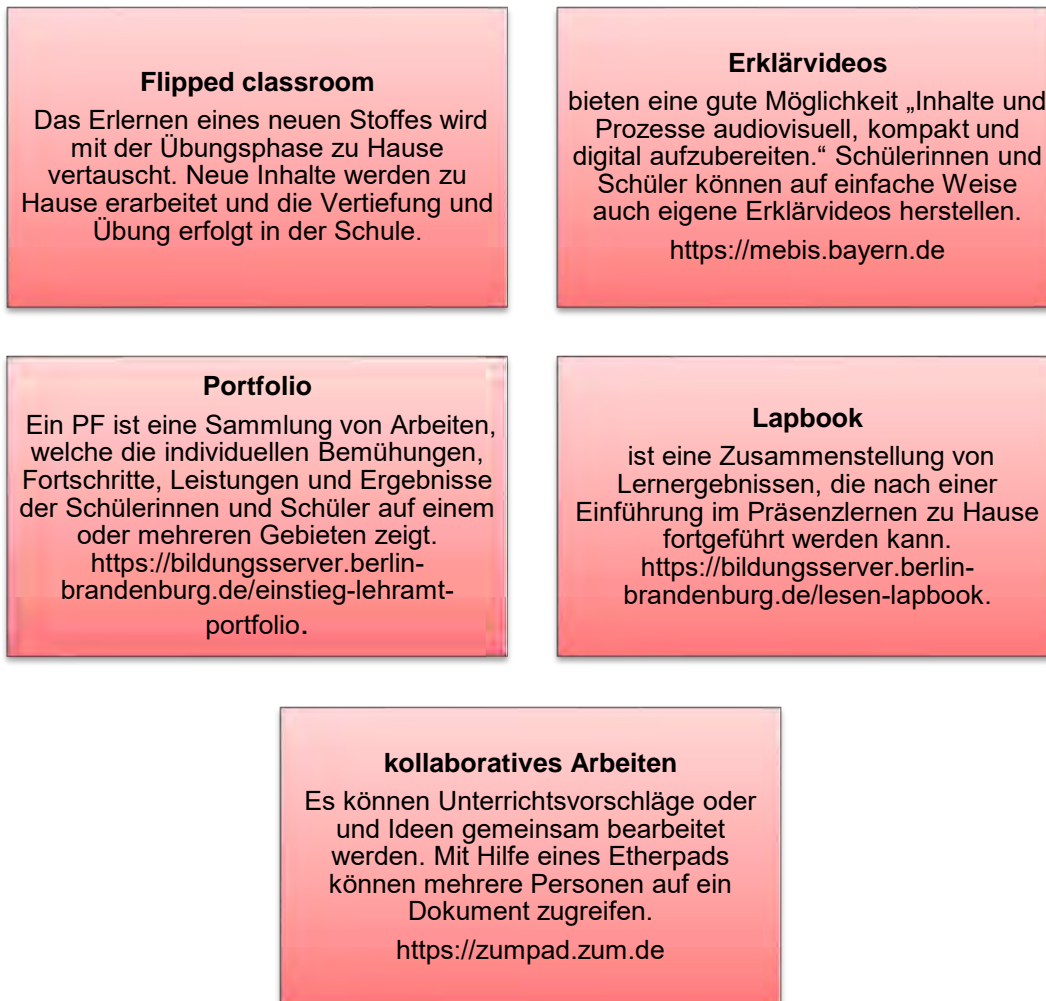 Flipped classroom
Das Erlernen eines neuen Stoffes wird
mit der Übungsphase zu Hause
vertauscht. Neue Inhalte werden zu
Hause erarbeitet und die Vertiefung und
Übung erfolgt in der Schule.
Erklärvideos
bieten eine gute Möglichkeit „Inhalte und
Prozesse audiovisuell, kompakt und
digital aufzubereiten.“ Schülerinnen und
Schüler können auf einfache Weise
auch eigene Erklärvideos herstellen.
https://mebis.bayern.de
Portfolio
Ein PF ist eine Sammlung von Arbeiten,
welche die individuellen Bemühungen,
Fortschritte, Leistungen und Ergebnisse
der Schülerinnen und Schüler auf einem
oder mehreren Gebieten zeigt.
https://bildungsserver.berlin-
brandenburg.de/einstieg-lehramt-
portfolio.
Lapbook
ist eine Zusammenstellung von
Lernergebnissen, die nach einer
Einführung im Präsenzlernen zu Hause
fortgeführt werden kann.
https://bildungsserver.berlin-
brandenburg.de/lesen-lapbook.
kollaboratives Arbeiten
Es können Unterrichtsvorschläge oder
und Ideen gemeinsam bearbeitet
werden. Mit Hilfe eines Etherpads
können mehrere Personen auf ein
Dokument zugreifen.
https://zumpad.zum.de